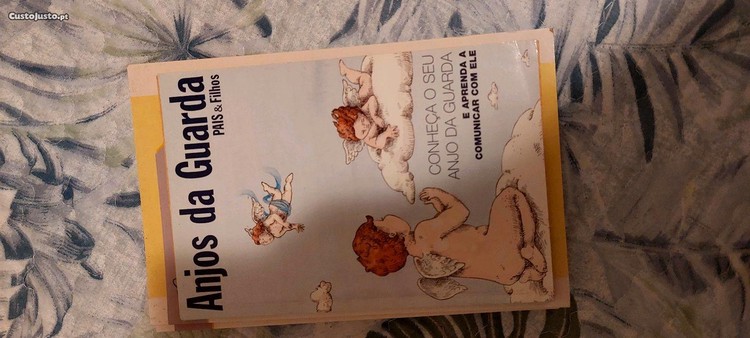 CustoJusto.pt
Anjos da Guarda
PAIS & Filhos
CONHEÇA O SEU
ANJO DA GUARDA
E APRENDA A
COMUNICAR COM ELE